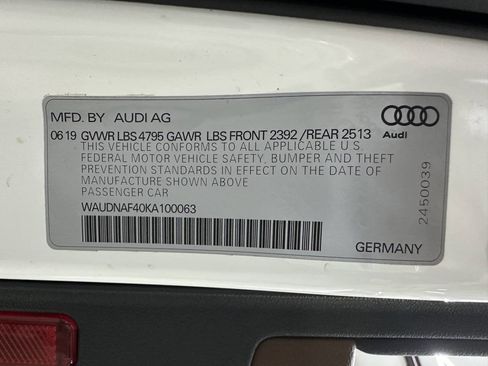 MFD. BY AUDI AG
06 19 GVWR LBS 4795 GAWR LBS FRONT 2392 /REAR 2513
THIS VEHICLE CONFORMS TO ALL APPLICABLE U.S.
FEDERAL MOTOR VEHICLE SAFETY, BUMPER AND THEFT
PREVENTION STANDARDS IN EFFECT ON THE DATE OF
MANUFACTURE SHOWN ABOVE
PASSENGER CAR
WAUDNAF40KA100063
GERMANY
Audi
2450039